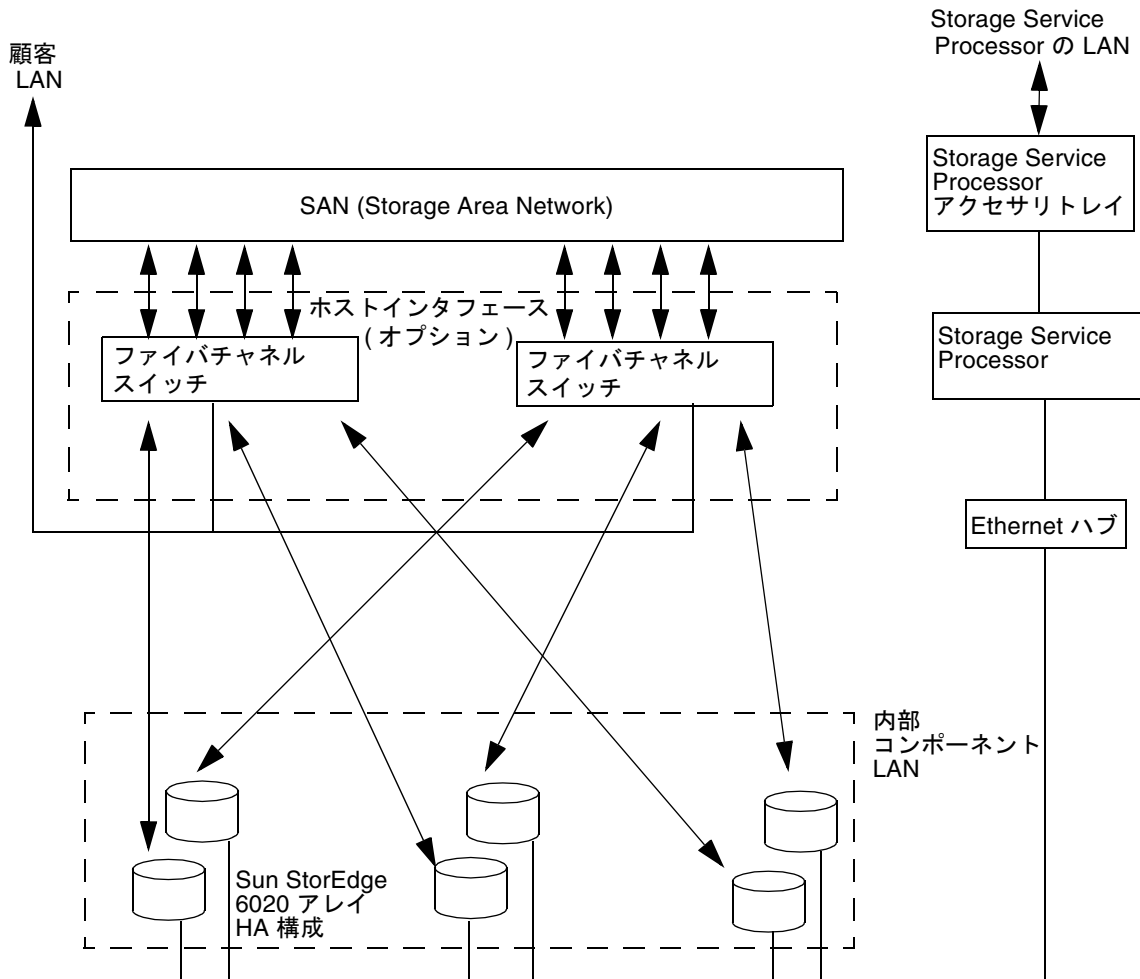 Storage Service
Processor の LAN
顧客
LAN
Storage Service
Processor
アクセサリトレイ
SAN (Storage Area Network)
ホストインタフェース
( オプション )
ファイバチャネル
スイッチ
ファイバチャネル
スイッチ
Storage Service
Processor
Ethernet ハブ
内部
コンポーネント
LAN
Sun StorEdge
6020 アレイ
HA 構成